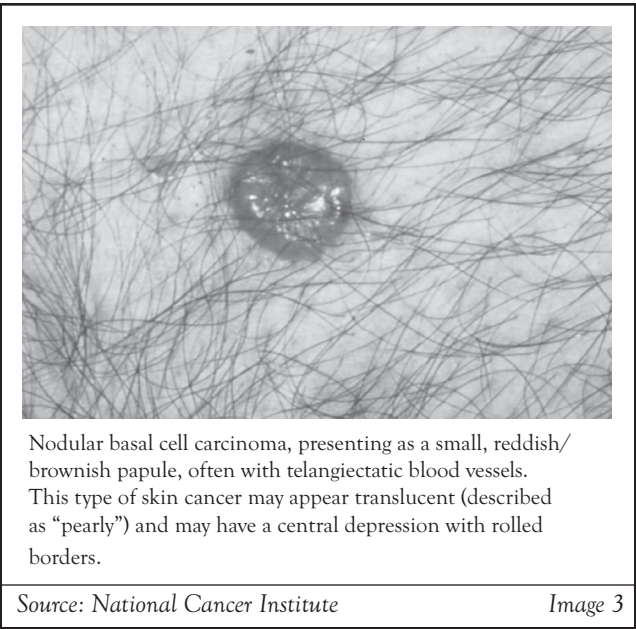 Nodular basal cell carcinoma, presenting as a small, reddish/
brownish papule, often with telangiectatic blood vessels.
This type of skin cancer may appear translucent (described
as “pearly”) and may have a central depression with rolled
borders.
Source: National Cancer Institute
Image 3